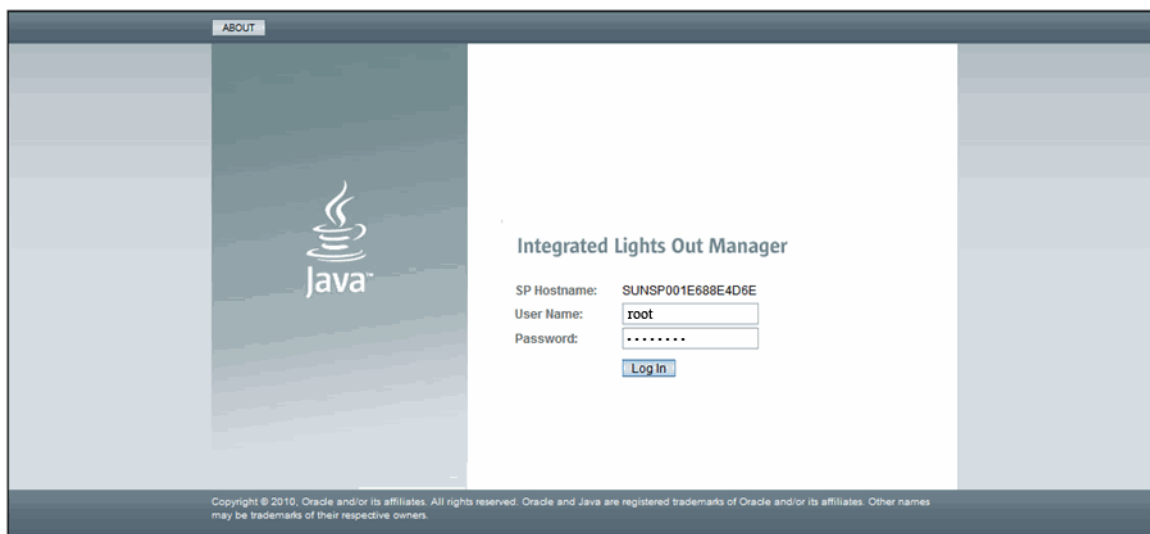 ABOUT
Java™
Integrated Lights Out Manager
SP Hostname: SUNSP001E688E4D6E
User Name: root
Password: ••••••••
Log In
Copyright © 2010, Oracle and/or its affiliates. All rights reserved. Oracle and Java are registered trademarks of Oracle and/or its affiliates. Other names
may be trademarks of their respective owners.